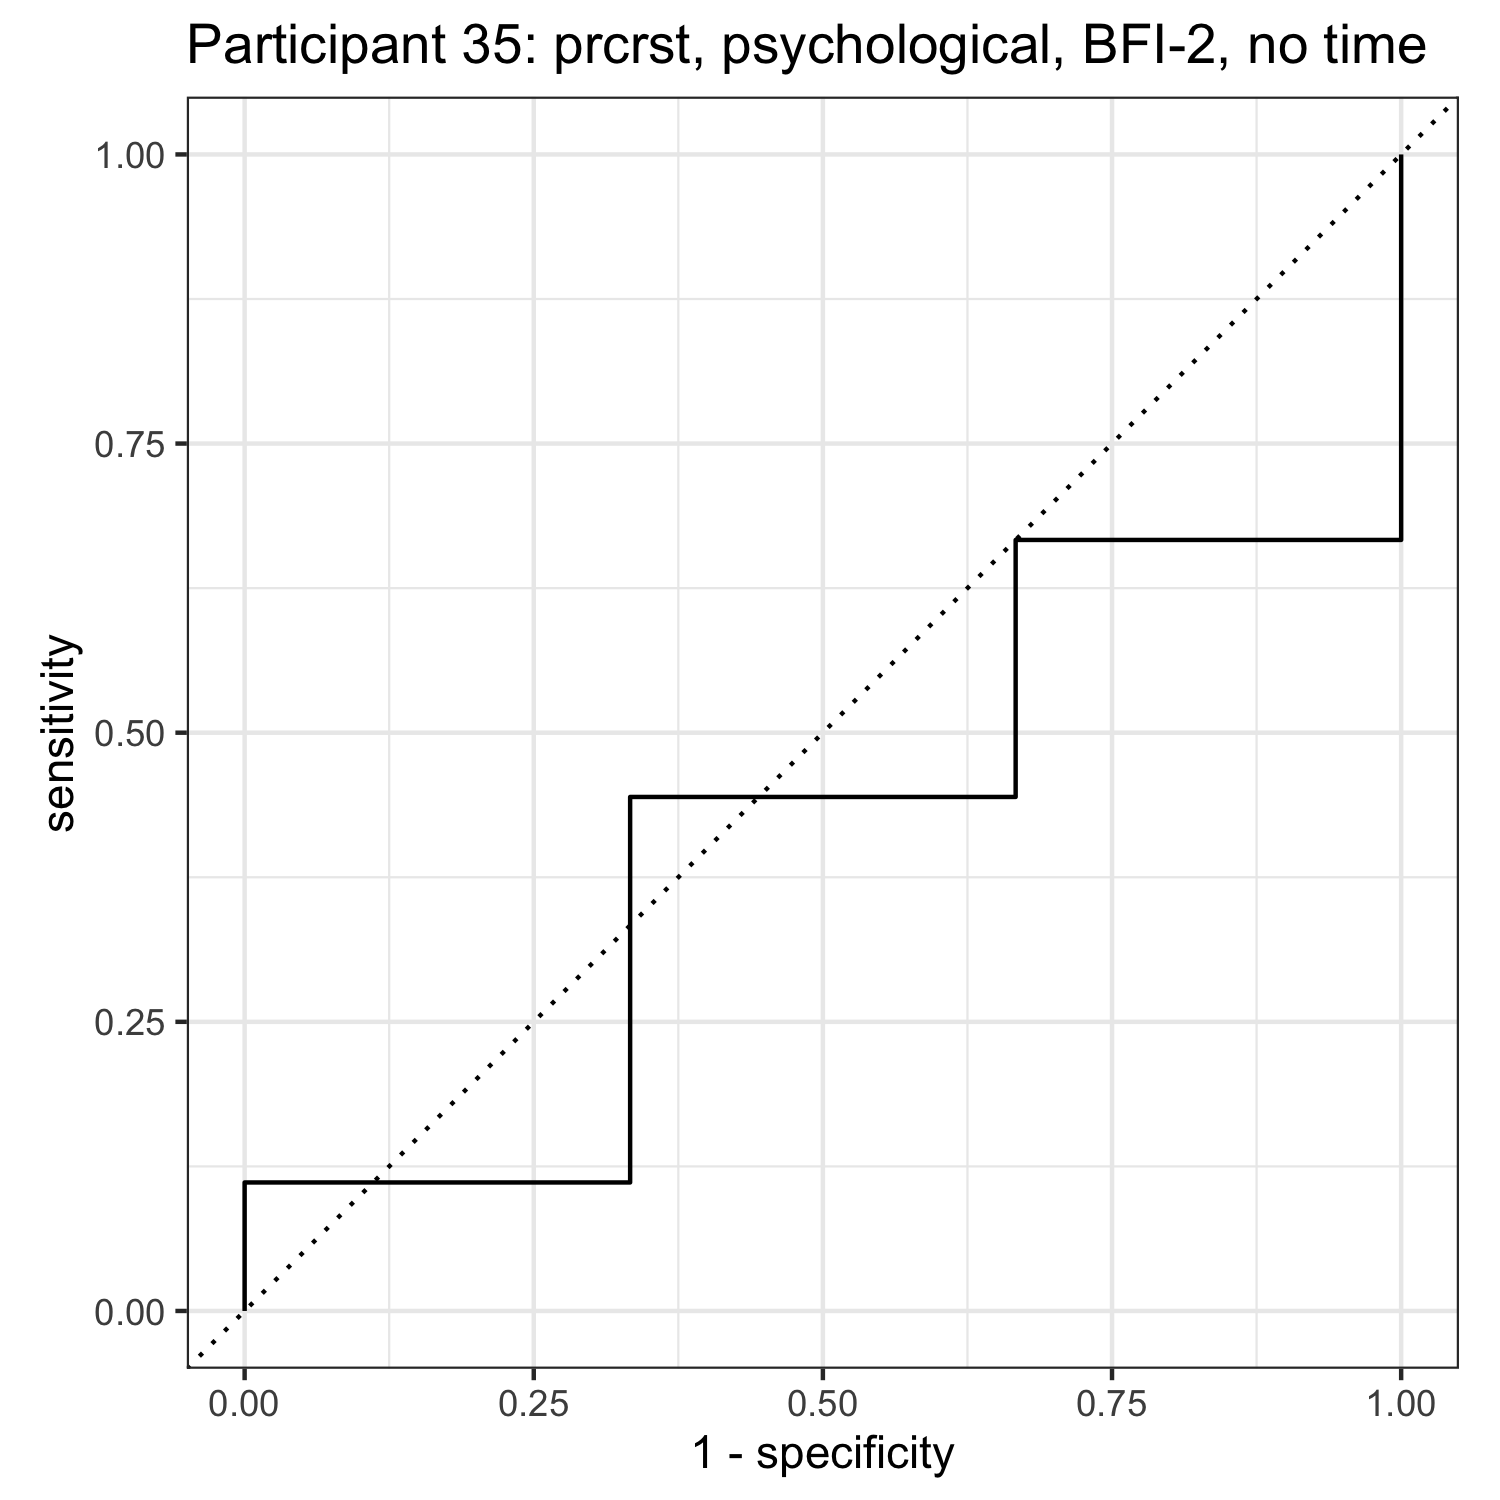 Participant 35: prcrst, psychological, BFI-2, no time
1.00
0.75
0.50
0.25
0.00
sensitivity
0.00 0.25 0.50 0.75 1.00
1 - specificity